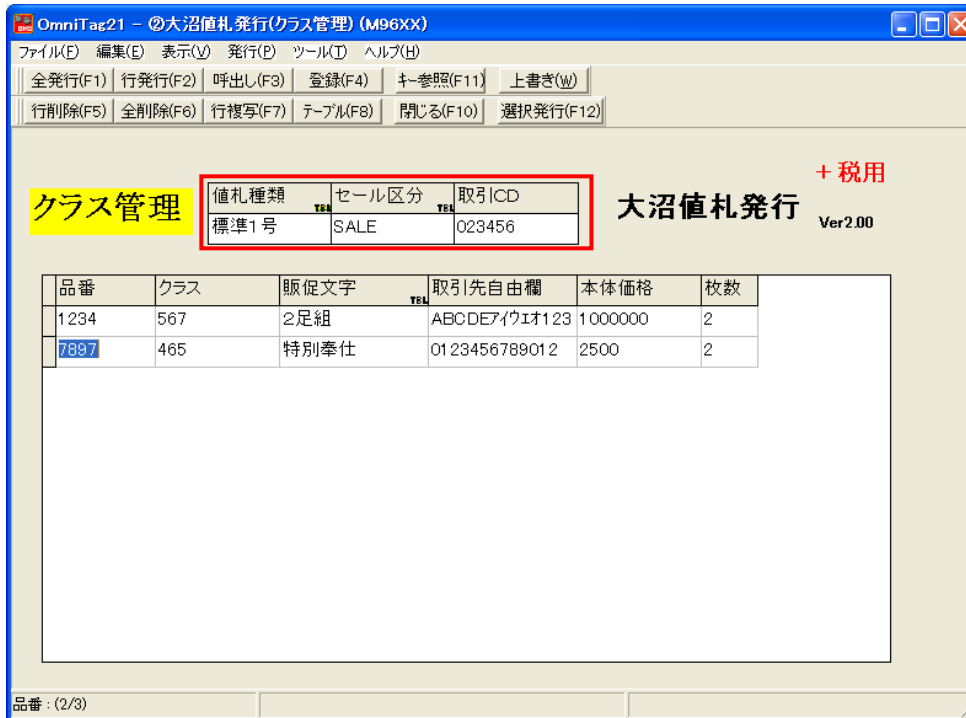 OmniTag21 - ②大沼値札発行(クラス管理) (M96XX)
ファイル(F) 編集(E) 表示(V) 発行(P) ツール(T) ヘルプ(H)
全発行(F1) 行発行(F2) 呼出し(F3) 登録(F4) キー参照(F11) 上書き(W)
行削除(F5) 全削除(F6) 行複写(F7) テーブル(F8) 閉じる(F10) 選択発行(F12)
+税用
クラス管理 値札種類 TBL セール区分 TBL 取引CD 大沼値札発行 Ver2.00
標準1号 SALE 023456
品番 クラス 販促文字 TBL 取引先自由欄 本体価格 枚数
1234 567 2足組 ABCDEアイウエオ123 1000000 2
7897 465 特別奉仕 0123456789012 2500 2
品番:(2/3)